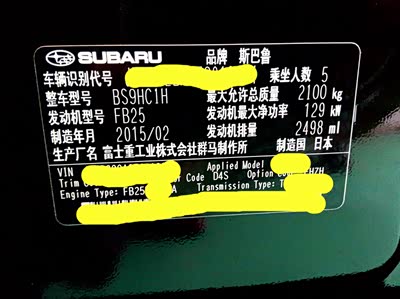 SUBARU 品牌 斯巴鲁
车辆识别代号 乘坐人数 5
整车型号 BS9HC1H 最大允许总质量 2100 kg
发动机型号 FB25 发动机最大净功率 129 kW
制造年月 2015/02 发动机排量 2498 ml
生产厂名 富士重工业株式会社群马制作所 制造国 日本
VIN Applied Model
Trim Code D4S Option
Engine Type: FB25 Transmission Type: